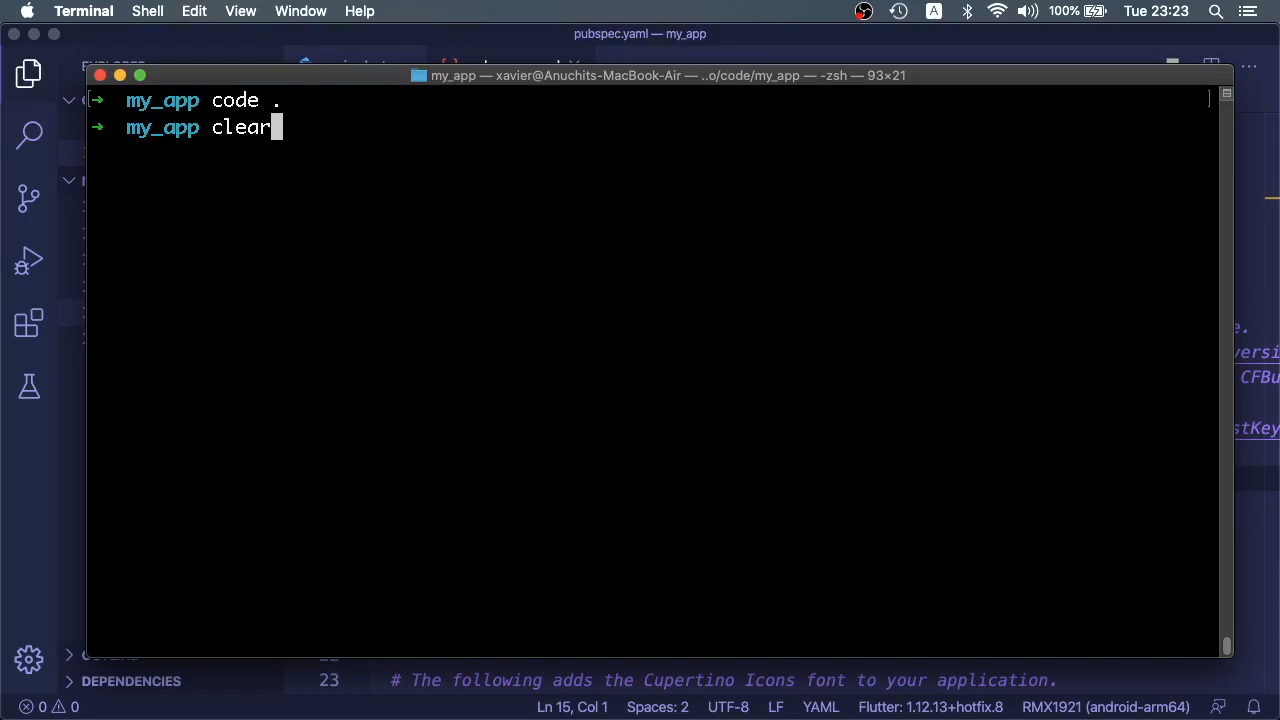 Terminal Shell Edit View Window Help A 100% Tue 23:23
pubspec.yaml — my_app
my_app — xavier@Anuchits-MacBook-Air — ..o/code/my_app — -zsh — 93×21
[➜ my_app code . ]
➜ my_app clear
e.
versi
CFBu
stKey
23 # The following adds the Cupertino Icons font to your application.
DEPENDENCIES
0 0 Ln 15, Col 1 Spaces: 2 UTF-8 LF YAML Flutter: 1.12.13+hotfix.8 RMX1921 (android-arm64)